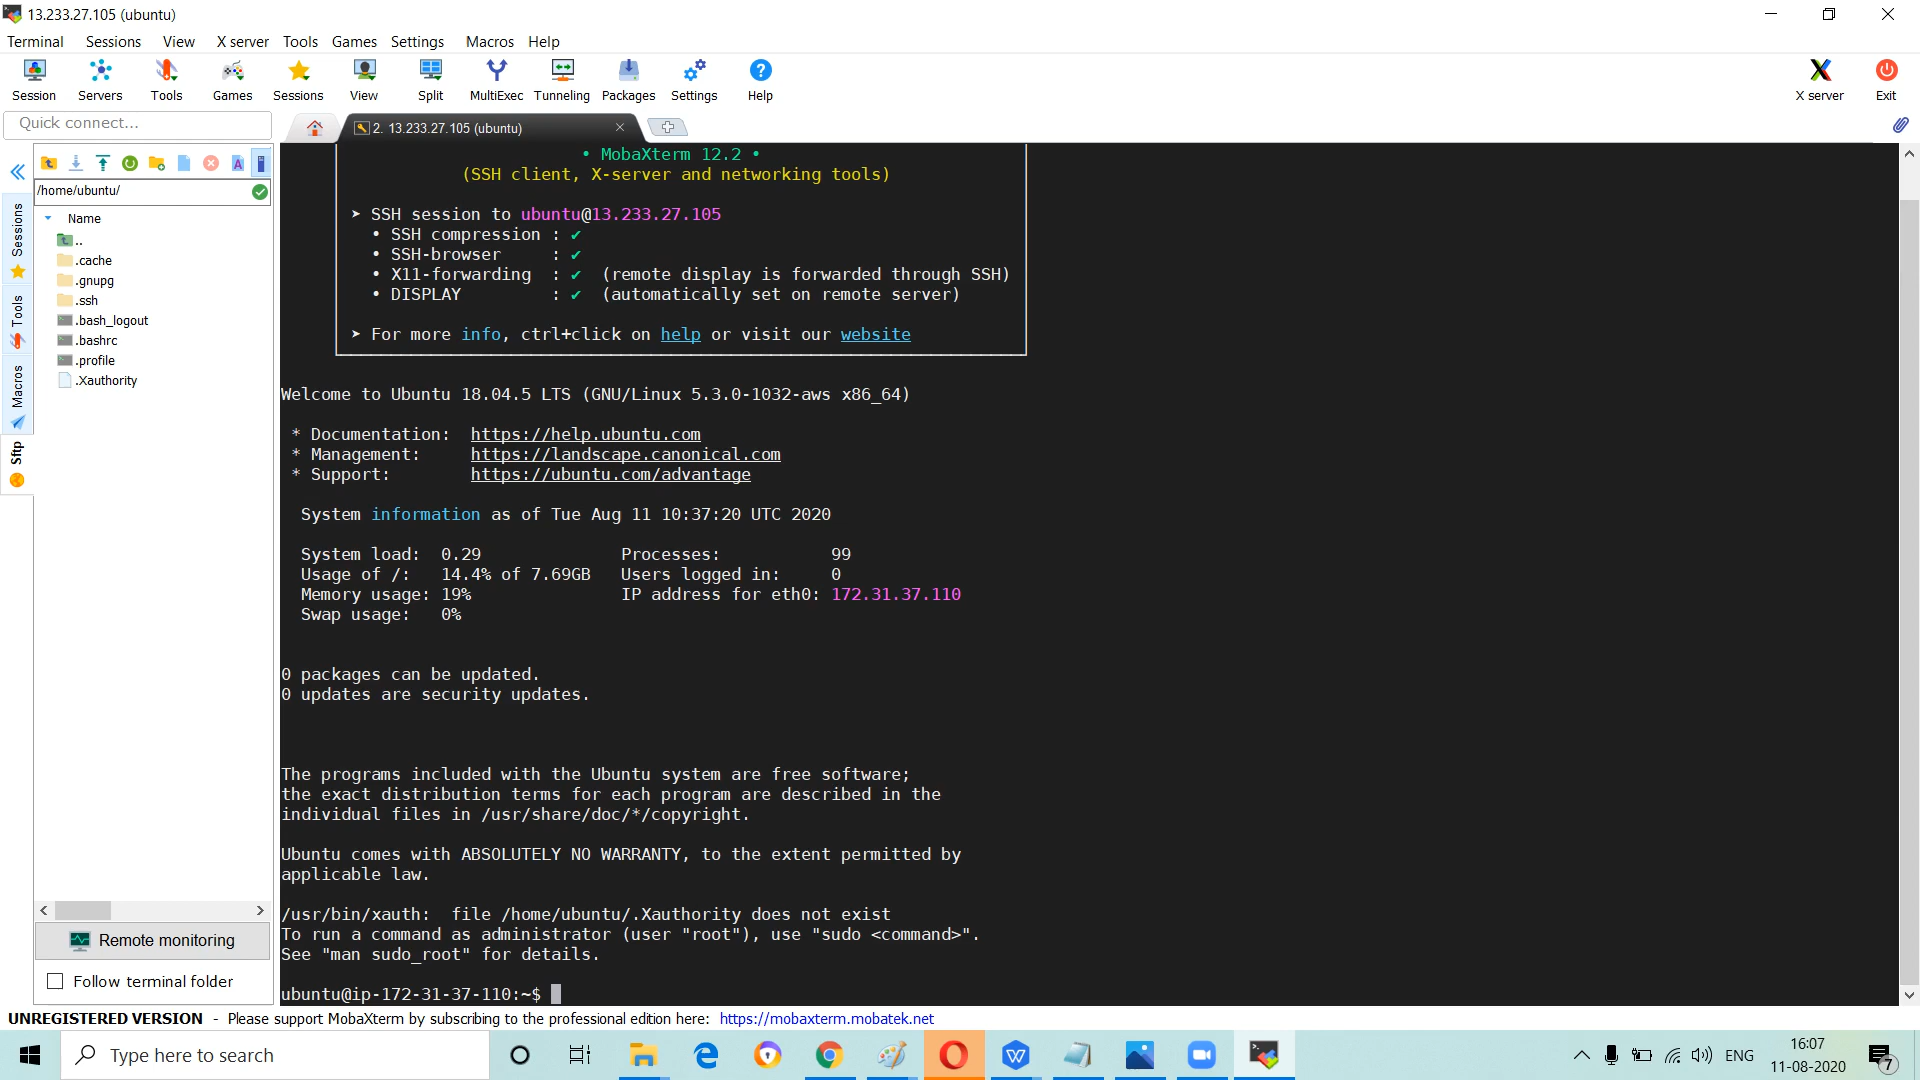 13.233.27.105 (ubuntu)
Terminal Sessions View X server Tools Games Settings Macros Help
Session Servers Tools Games Sessions View Split MultiExec Tunneling Packages Settings Help X server Exit
Quick connect...
2. 13.233.27.105 (ubuntu)
/home/ubuntu/
Name
..
.cache
.gnupg
.ssh
.bash_logout
.bashrc
.profile
.Xauthority
Sessions
Tools
Macros
Sftp
Remote monitoring
Follow terminal folder
• MobaXterm 12.2 •
(SSH client, X-server and networking tools)
➤ SSH session to ubuntu@13.233.27.105
• SSH compression : ✔
• SSH-browser : ✔
• X11-forwarding : ✔ (remote display is forwarded through SSH)
• DISPLAY : ✔ (automatically set on remote server)
➤ For more info, ctrl+click on help or visit our website
Welcome to Ubuntu 18.04.5 LTS (GNU/Linux 5.3.0-1032-aws x86_64)
* Documentation: https://help.ubuntu.com
* Management: https://landscape.canonical.com
* Support: https://ubuntu.com/advantage
System information as of Tue Aug 11 10:37:20 UTC 2020
System load: 0.29 Processes: 99
Usage of /: 14.4% of 7.69GB Users logged in: 0
Memory usage: 19% IP address for eth0: 172.31.37.110
Swap usage: 0%
0 packages can be updated.
0 updates are security updates.
The programs included with the Ubuntu system are free software;
the exact distribution terms for each program are described in the
individual files in /usr/share/doc/*/copyright.
Ubuntu comes with ABSOLUTELY NO WARRANTY, to the extent permitted by
applicable law.
/usr/bin/xauth: file /home/ubuntu/.Xauthority does not exist
To run a command as administrator (user "root"), use "sudo <command>".
See "man sudo_root" for details.
ubuntu@ip-172-31-37-110:~$
UNREGISTERED VERSION - Please support MobaXterm by subscribing to the professional edition here: https://mobaxterm.mobatek.net
Type here to search
ENG
16:07
11-08-2020
7